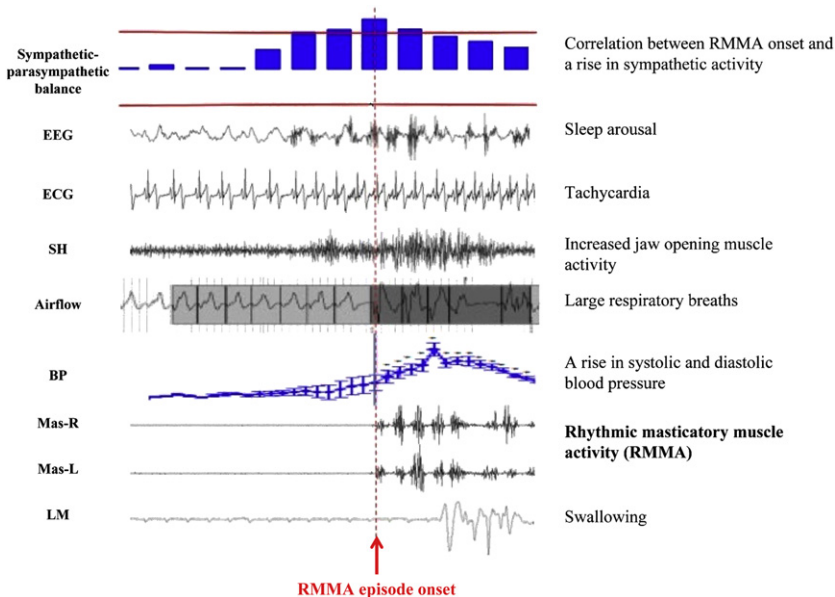 Sympathetic-
parasympathetic
balance
Correlation between RMMA onset and
a rise in sympathetic activity
EEG
Sleep arousal
ECG
Tachycardia
SH
Increased jaw opening muscle
activity
Airflow
Large respiratory breaths
BP
A rise in systolic and diastolic
blood pressure
Mas-R
Mas-L
Rhythmic masticatory muscle
activity (RMMA)
LM
Swallowing
RMMA episode onset